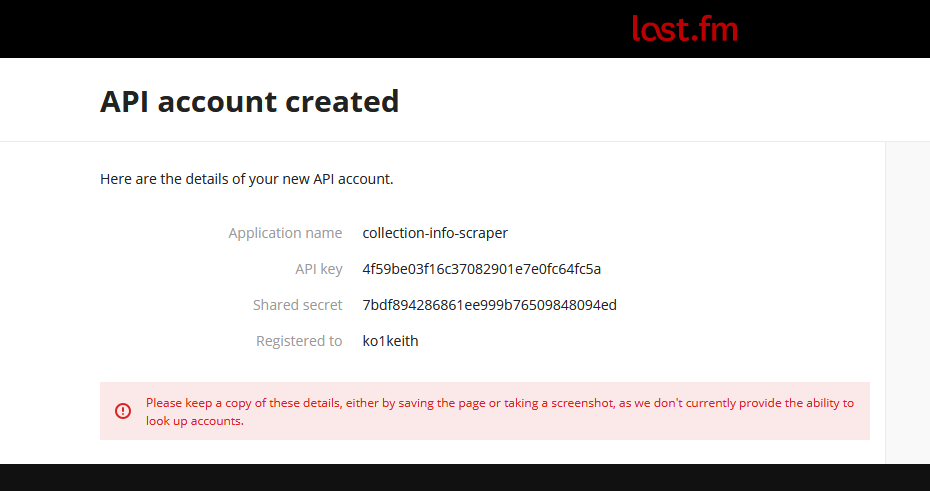 last.fm
API account created
Here are the details of your new API account.
Application name collection-info-scraper
API key 4f59be03f16c37082901e7e0fc64fc5a
Shared secret 7bdf894286861ee999b76509848094ed
Registered to ko1keith
Please keep a copy of these details, either by saving the page or taking a screenshot, as we don't currently provide the ability to
look up accounts.